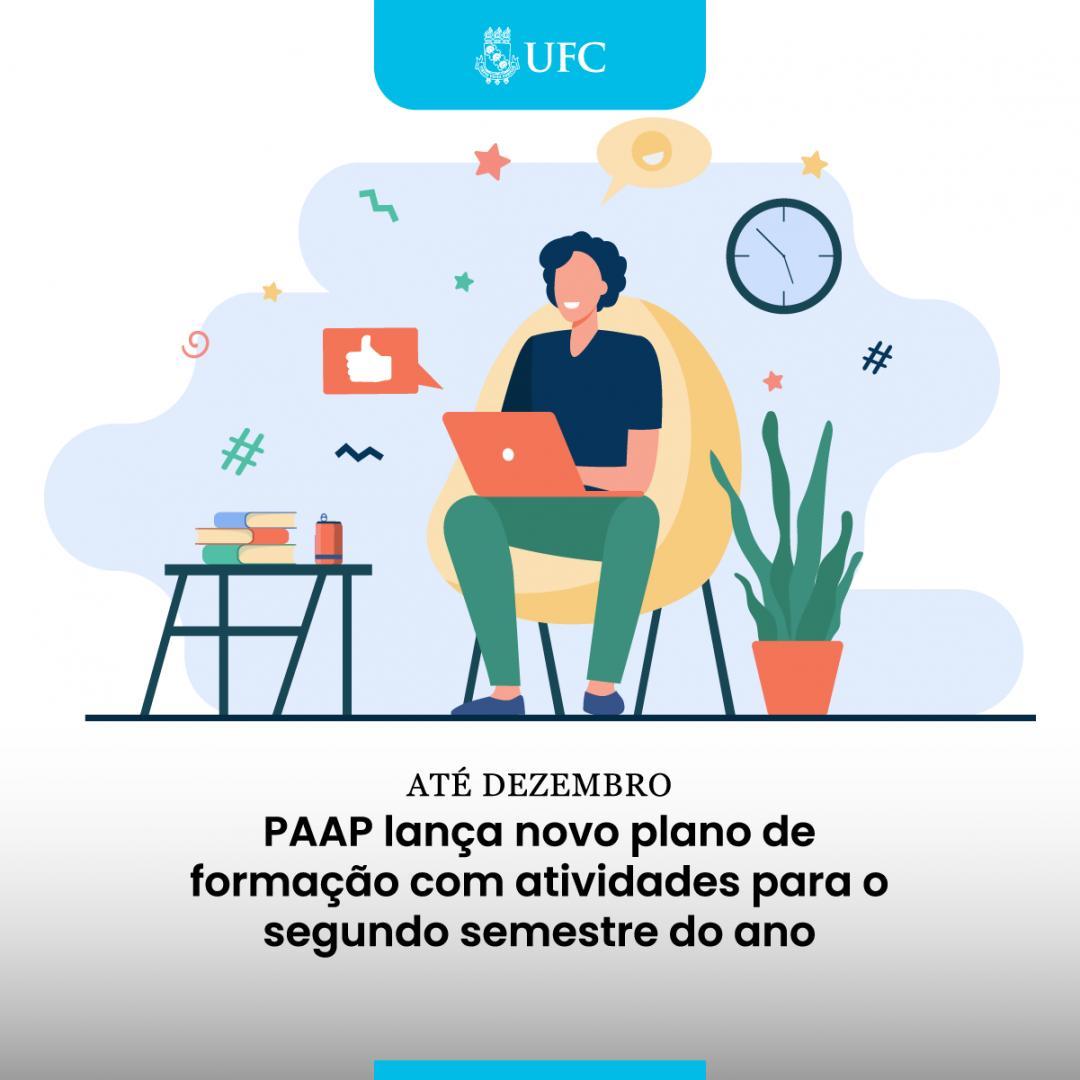 UFC
ATÉ DEZEMBRO
PAAP lança novo plano de
formação com atividades para o
segundo semestre do ano